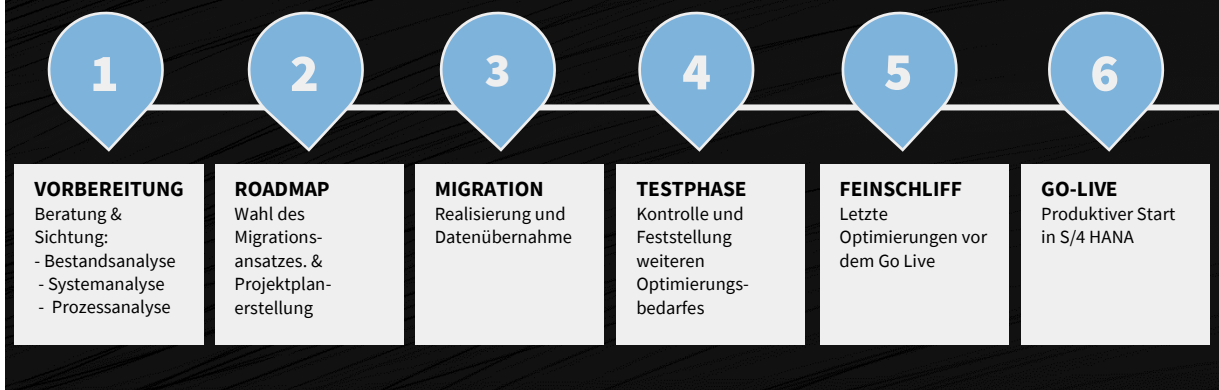 1
2
3
4
5
6
VORBEREITUNG
Beratung &
Sichtung:
- Bestandsanalyse
- Systemanalyse
- Prozessanalyse
ROADMAP
Wahl des
Migrations-
ansatzes. &
Projektplan-
erstellung
MIGRATION
Realisierung und
Datenübernahme
TESTPHASE
Kontrolle und
Feststellung
weiteren
Optimierungs-
bedarfes
FEINSCHLIFF
Letzte
Optimierungen vor
dem Go Live
GO-LIVE
Produktiver Start
in S/4 HANA